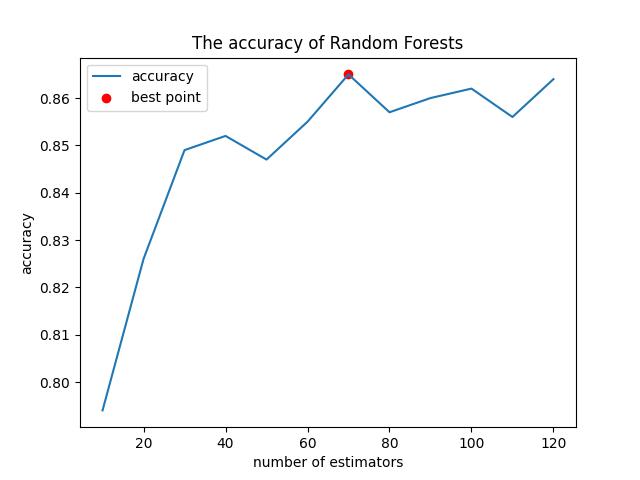 The accuracy of Random Forests
accuracy
best point
0.86
0.85
0.84
0.83
0.82
0.81
0.80
accuracy
20 40 60 80 100 120
number of estimators